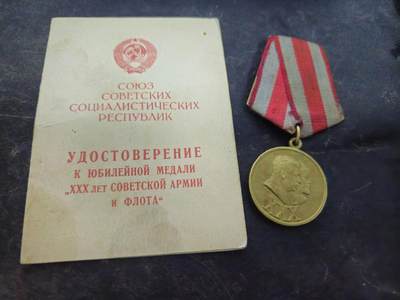 СОЮЗ
СОВЕТСКИХ
СОЦИАЛИСТИЧЕСКИХ
РЕСПУБЛИК
УДОСТОВЕРЕНИЕ
К ЮБИЛЕЙНОЙ МЕДАЛИ
„XXX ЛЕТ СОВЕТСКОЙ АРМИИ
И ФЛОТА“
XXX